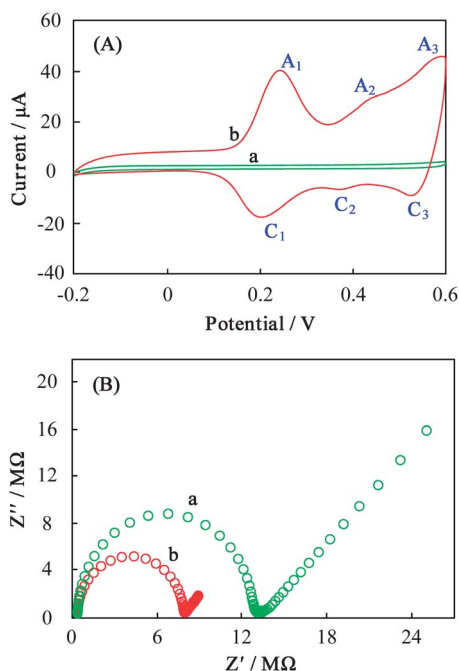 60
(A)
A₃
A₁
40
A₂
20
b
a
0
C₂
C₃
-20
C₁
-40
-0.2
0
0.2
0.4
0.6
Current / μA
Potential / V
20
(B)
16
12
a
8
b
4
0
0
6
12
18
24
Z″ / MΩ
Z′ / MΩ